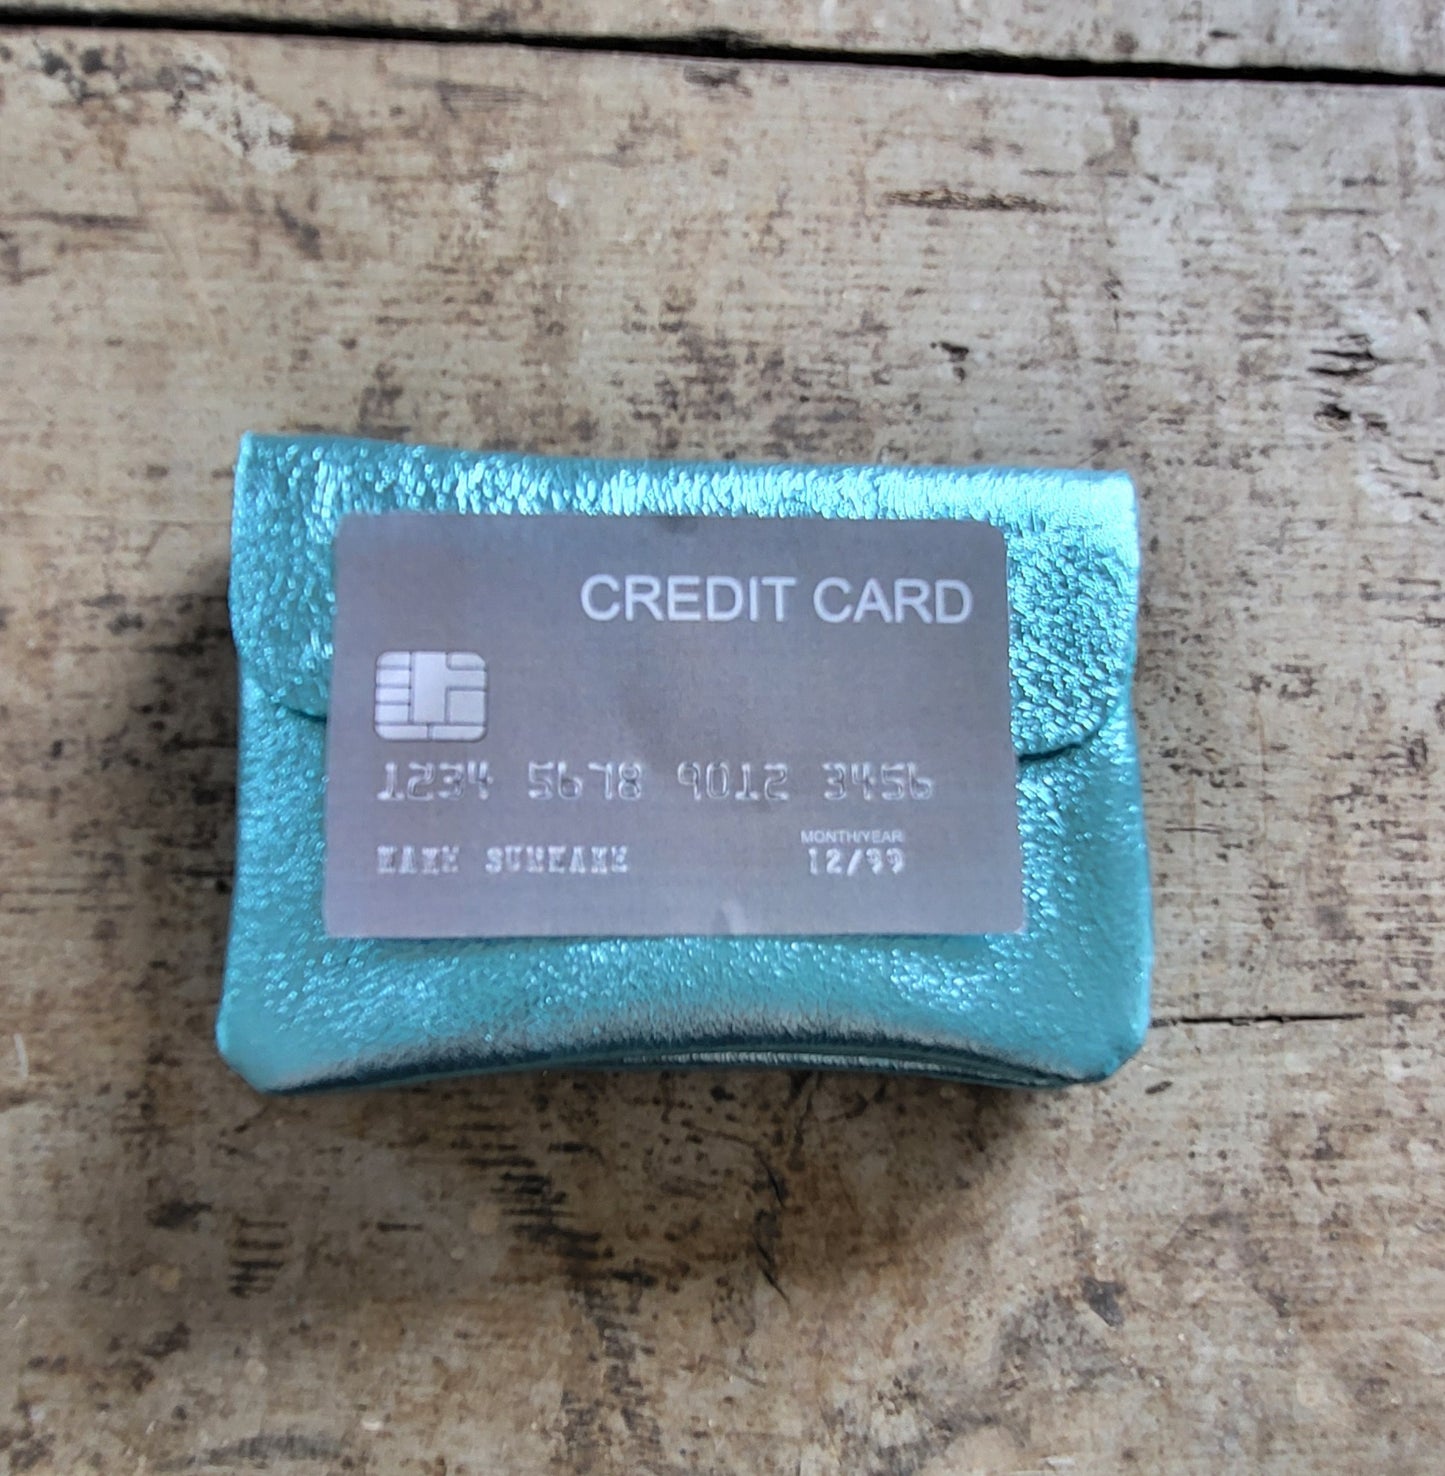 CREDIT CARD
1234 5678 9012 3456
MONTH/YEAR
12/99